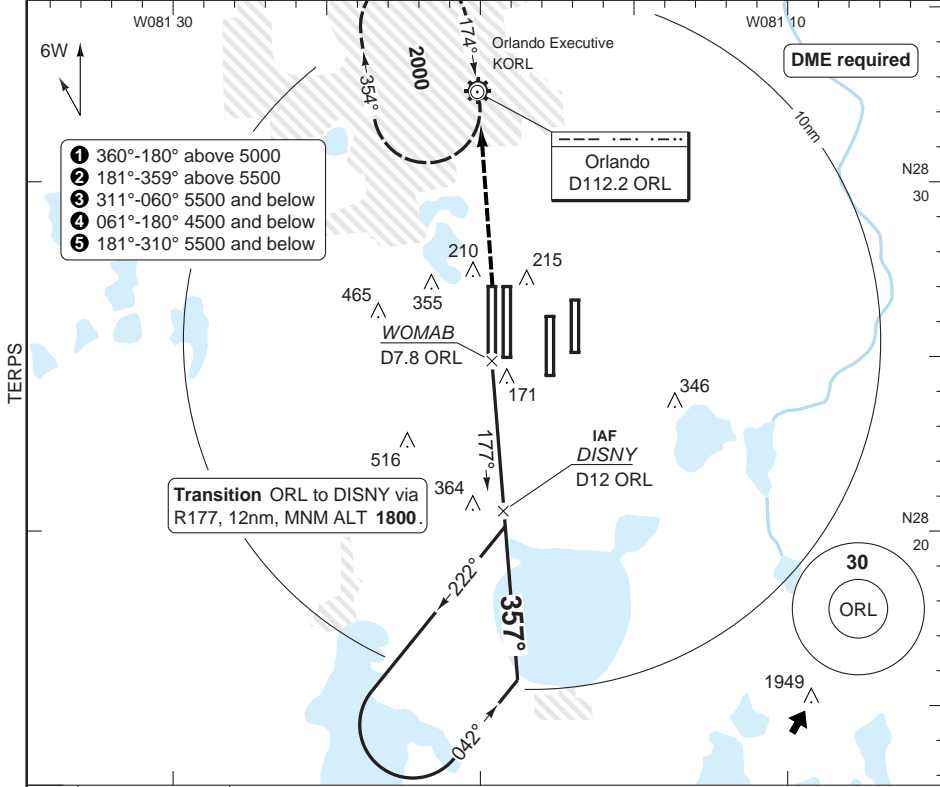 W081 30
W081 10
6W
174°
Orlando Executive
KORL
DME required
2000
354°
10nm
❶ 360°-180° above 5000
❷ 181°-359° above 5500
❸ 311°-060° 5500 and below
❹ 061°-180° 4500 and below
❺ 181°-310° 5500 and below
Orlando
D112.2 ORL
N28
30
210
215
355
465
WOMAB
D7.8 ORL
TERPS
171
346
516
177°
IAF
DISNY
D12 ORL
364
Transition ORL to DISNY via
R177, 12nm, MNM ALT 1800.
N28
20
222°
357°
30
ORL
1949
042°